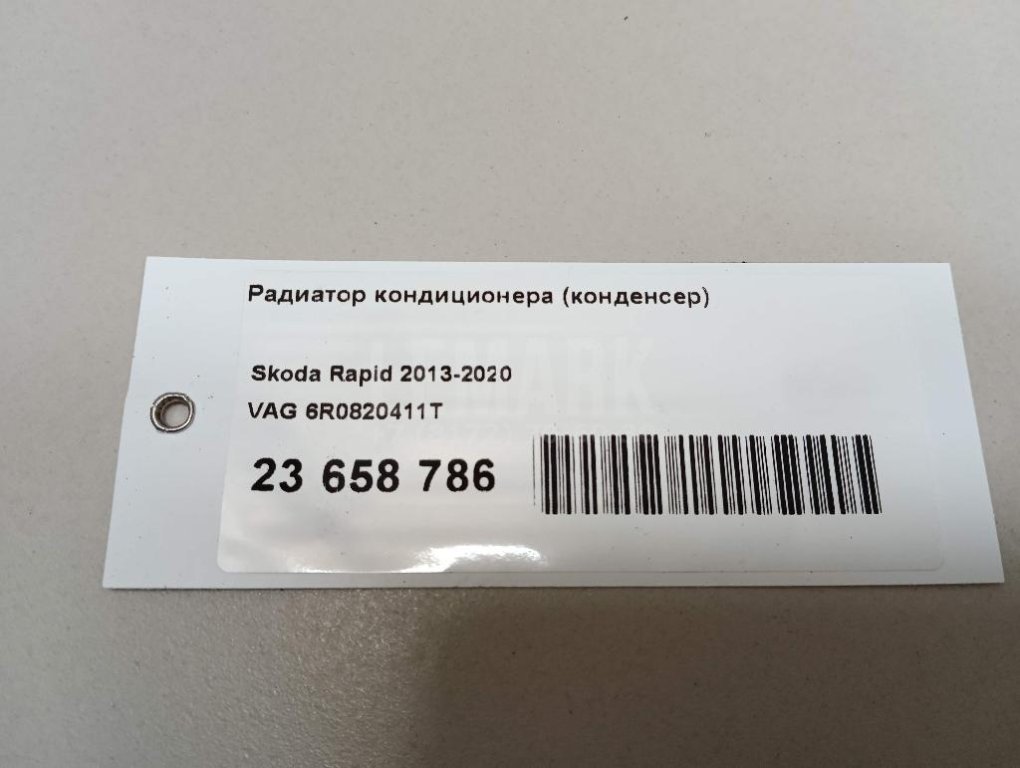 Радиатор кондиционера (конденсер)
Skoda Rapid 2013-2020
VAG 6R0820411T
23 658 786